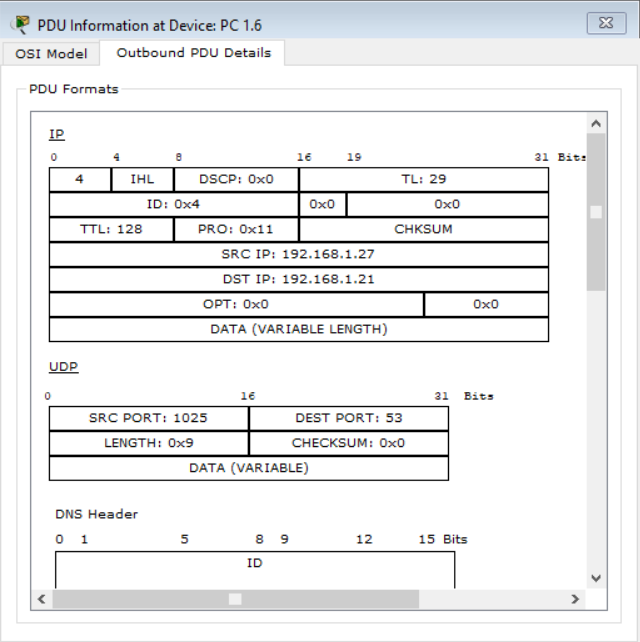 PDU Information at Device: PC 1.6
OSI Model Outbound PDU Details
PDU Formats
IP
0 4 8 16 19 31 Bits
4 IHL DSCP: 0x0 TL: 29
ID: 0x4 0x0 0x0
TTL: 128 PRO: 0x11 CHKSUM
SRC IP: 192.168.1.27
DST IP: 192.168.1.21
OPT: 0x0 0x0
DATA (VARIABLE LENGTH)
UDP
0 16 31 Bits
SRC PORT: 1025 DEST PORT: 53
LENGTH: 0x9 CHECKSUM: 0x0
DATA (VARIABLE)
DNS Header
0 1 5 8 9 12 15 Bits
ID